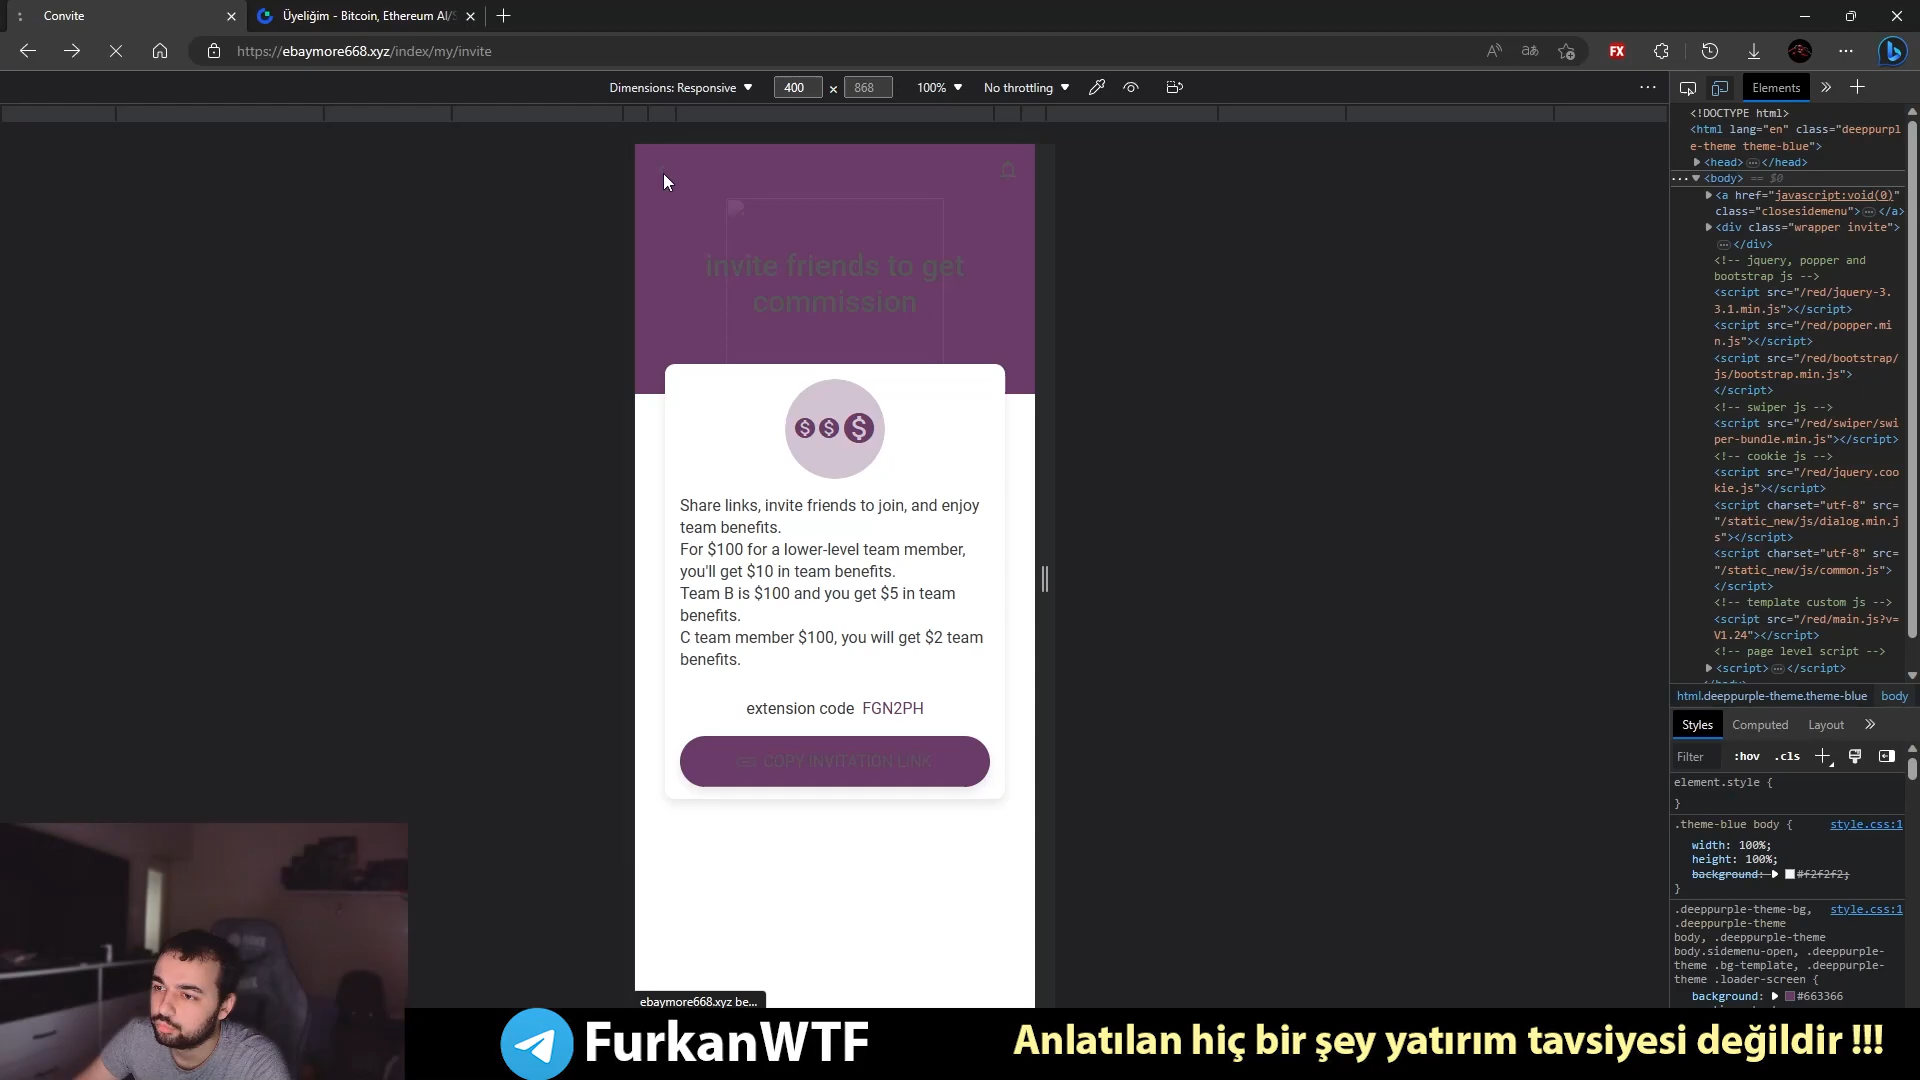 Convite
Üyeliğim - Bitcoin, Ethereum AI/
https://ebaymore668.xyz/index/my/invite
FX
Dimensions: Responsive
400
×
868
100%
No throttling
Elements
<!DOCTYPE html>
<html lang="en" class="deeppurpl
e-theme theme-blue">
<head> </head>
<body> == $0
<a href="javascript:void(0)"
class="closesidemenu"> </a>
<div class="wrapper invite">
</div>
<!-- jquery, popper and
bootstrap js -->
<script src="/red/jquery-3.
3.1.min.js"></script>
<script src="/red/popper.mi
n.js"></script>
<script src="/red/bootstrap/
js/bootstrap.min.js">
</script>
<!-- swiper js -->
<script src="/red/swiper/swi
per-bundle.min.js"></script>
<!-- cookie js -->
<script src="/red/jquery.coo
kie.js"></script>
<script charset="utf-8" src=
"/static_new/js/dialog.min.j
s"></script>
<script charset="utf-8" src=
"/static_new/js/common.js">
</script>
<!-- template custom js -->
<script src="/red/main.js?v=
V1.24"></script>
<!-- page level script -->
<script> </script>
html.deeppurple-theme.theme-blue body
Styles Computed Layout
Filter :hov .cls
element.style {
}
.theme-blue body { style.css:1
width: 100%;
height: 100%;
background: #f2f2f2;
}
.deeppurple-theme-bg, style.css:1
.deeppurple-theme
body, .deeppurple-theme
body.sidemenu-open, .deeppurple-
theme .bg-template, .deeppurple-
theme .loader-screen {
background: #663366
invite friends to get
commission
Share links, invite friends to join, and enjoy
team benefits.
For $100 for a lower-level team member,
you'll get $10 in team benefits.
Team B is $100 and you get $5 in team
benefits.
C team member $100, you will get $2 team
benefits.
extension code FGN2PH
COPY INVITATION LINK
ebaymore668.xyz be...
FurkanWTF
Anlatılan hiç bir şey yatırım tavsiyesi değildir !!!